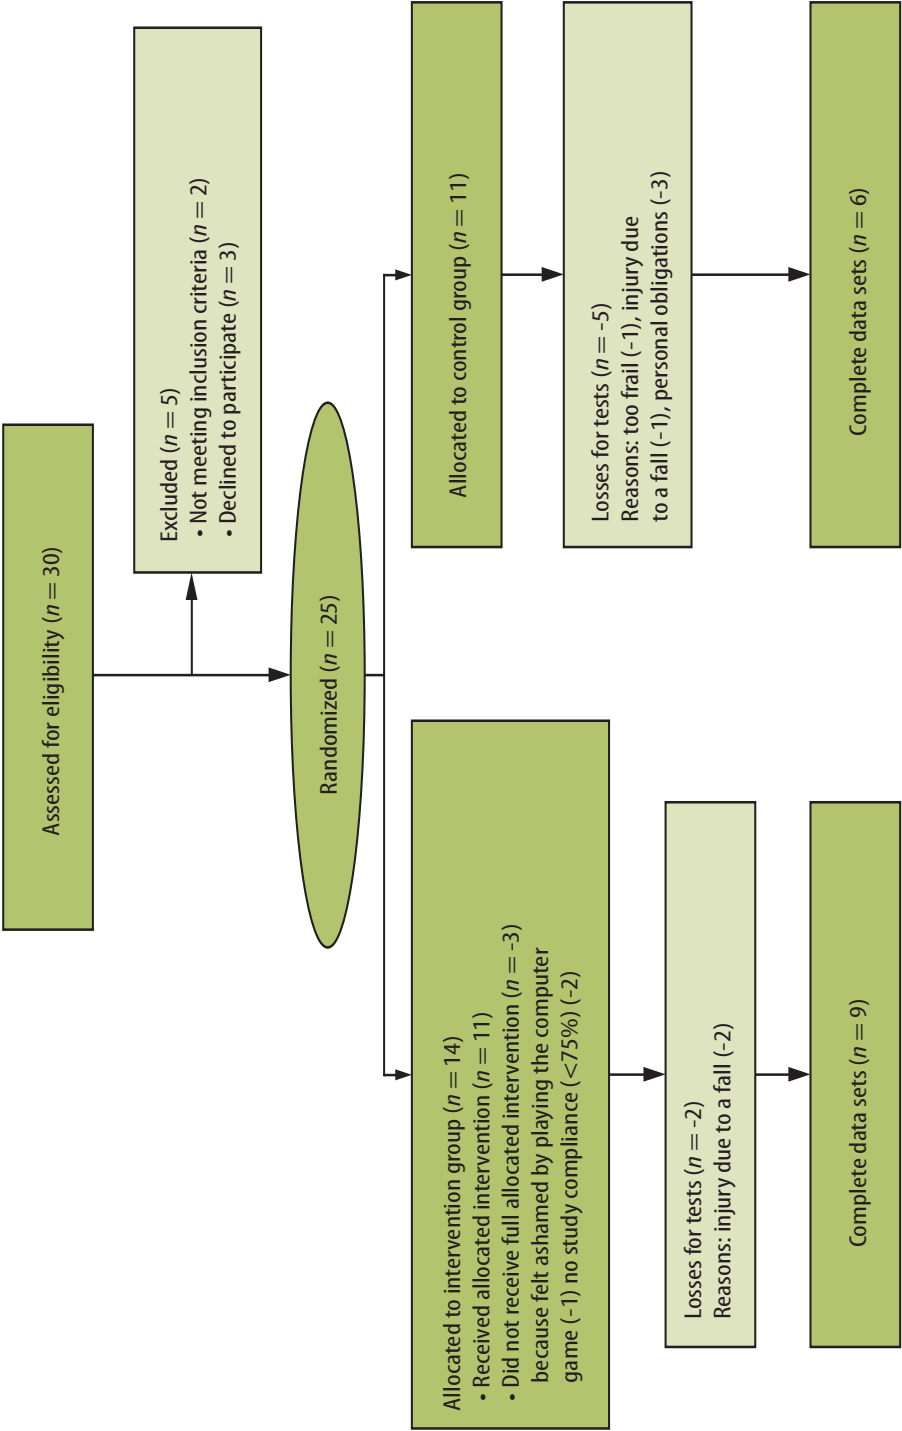 Assessed for eligibility (n = 30)
Excluded (n = 5)
• Not meeting inclusion criteria (n = 2)
• Declined to participate (n = 3)
Randomized (n = 25)
Allocated to intervention group (n = 14)
• Received allocated intervention (n = 11)
• Did not receive full allocated intervention (n = -3)
because felt ashamed by playing the computer
game (-1) no study compliance (<75%) (-2)
Losses for tests (n = -2)
Reasons: injury due to a fall (-2)
Complete data sets (n = 9)
Allocated to control group (n = 11)
Losses for tests (n = -5)
Reasons: too frail (-1), injury due
to a fall (-1), personal obligations (-3)
Complete data sets (n = 6)